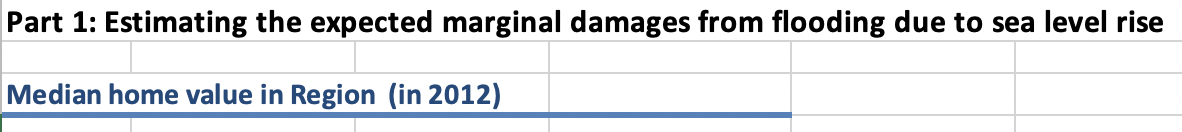 Part 1: Estimating the expected marginal damages from flooding due to sea level rise
Median home value in Region (in 2012)